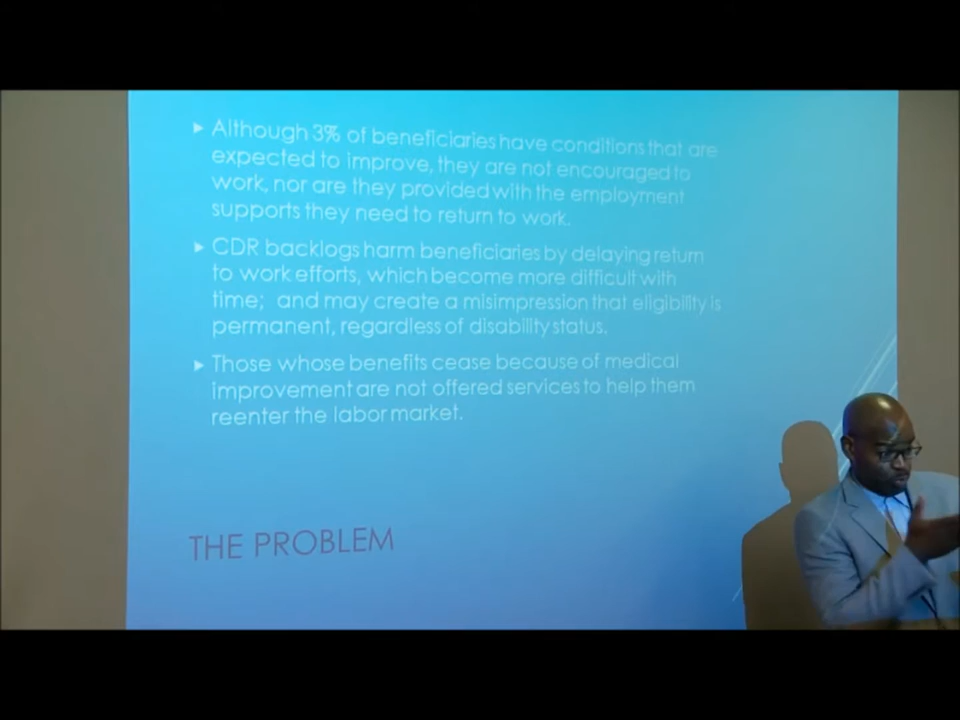 Although 3% of beneficiaries have conditions that are
expected to improve, they are not encouraged to
work, nor are they provided with the employment
supports they need to return to work.
CDR backlogs harm beneficiaries by delaying return
to work efforts, which become more difficult with
time; and may create a misimpression that eligibility is
permanent, regardless of disability status.
Those whose benefits cease because of medical
improvement are not offered services to help them
reenter the labor market.
THE PROBLEM